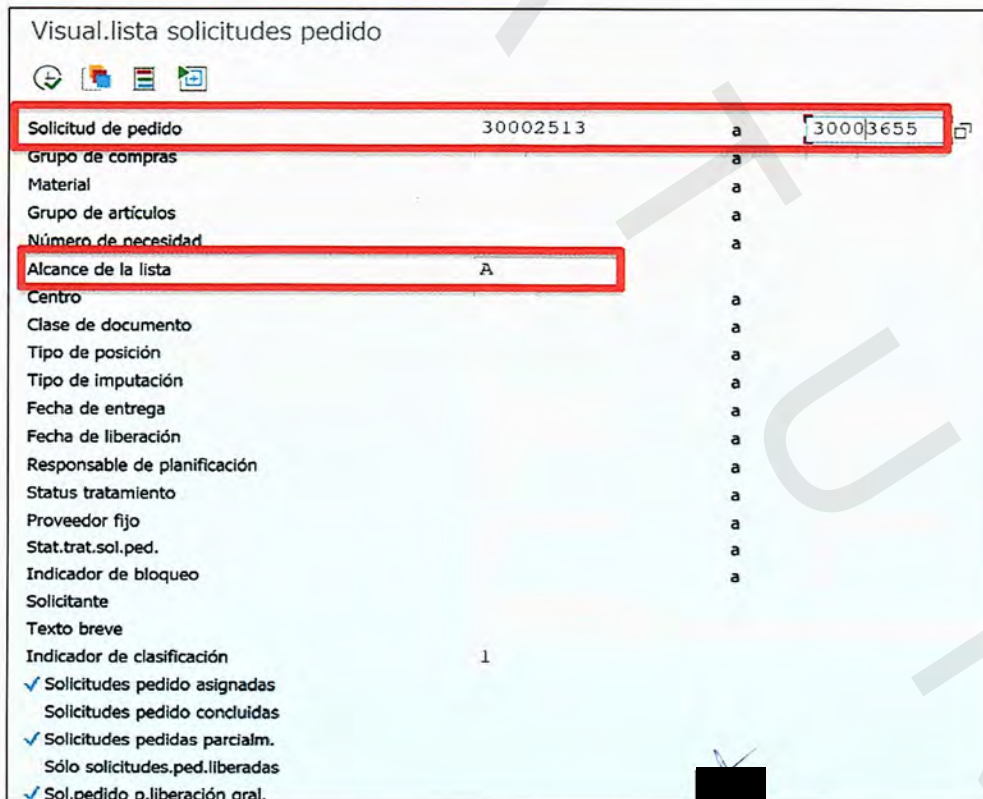 Visual.lista solicitudes pedido
Solicitud de pedido 30002513 a 30003655
Grupo de compras a
Material a
Grupo de artículos a
Número de necesidad a
Alcance de la lista A
Centro a
Clase de documento a
Tipo de posición a
Tipo de imputación a
Fecha de entrega a
Fecha de liberación a
Responsable de planificación a
Status tratamiento a
Proveedor fijo a
Stat.trat.sol.ped. a
Indicador de bloqueo a
Solicitante
Texto breve
Indicador de clasificación 1
Solicitudes pedido asignadas
Solicitudes pedido concluidas
Solicitudes pedidas parcialm.
Sólo solicitudes.ped.liberadas
Sol.pedido p.liberación gral.